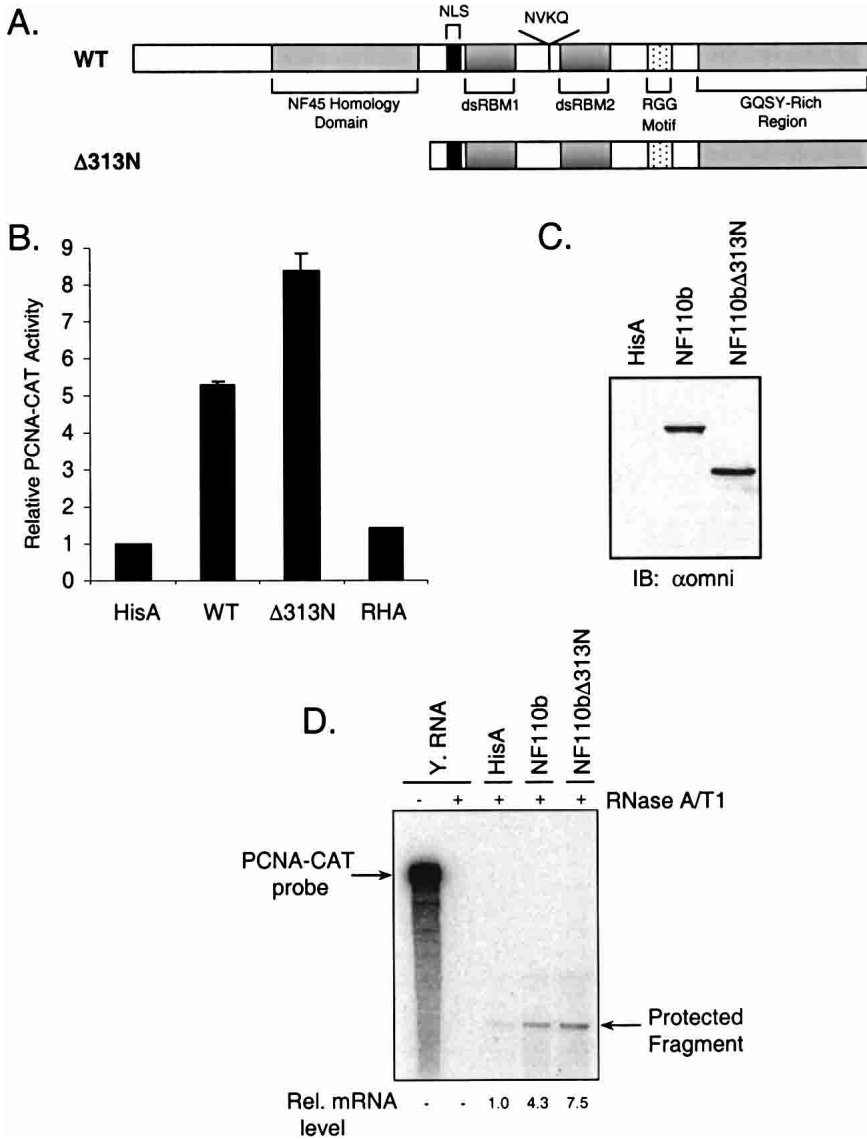 A.
NLS
NVKQ
WT
NF45 Homology
Domain
dsRBM1
dsRBM2
RGG
Motif
GQSY-Rich
Region
Δ313N
B.
Relative PCNA-CAT Activity
9
8
7
6
5
4
3
2
1
0
HisA WT Δ313N RHA
C.
HisA
NF110b
NF110bΔ313N
IB: αomni
D.
Y. RNA
HisA
NF110b
NF110bΔ313N
- + + + + RNase A/T1
PCNA-CAT
probe
Protected
Fragment
Rel. mRNA
level
- - 1.0 4.3 7.5